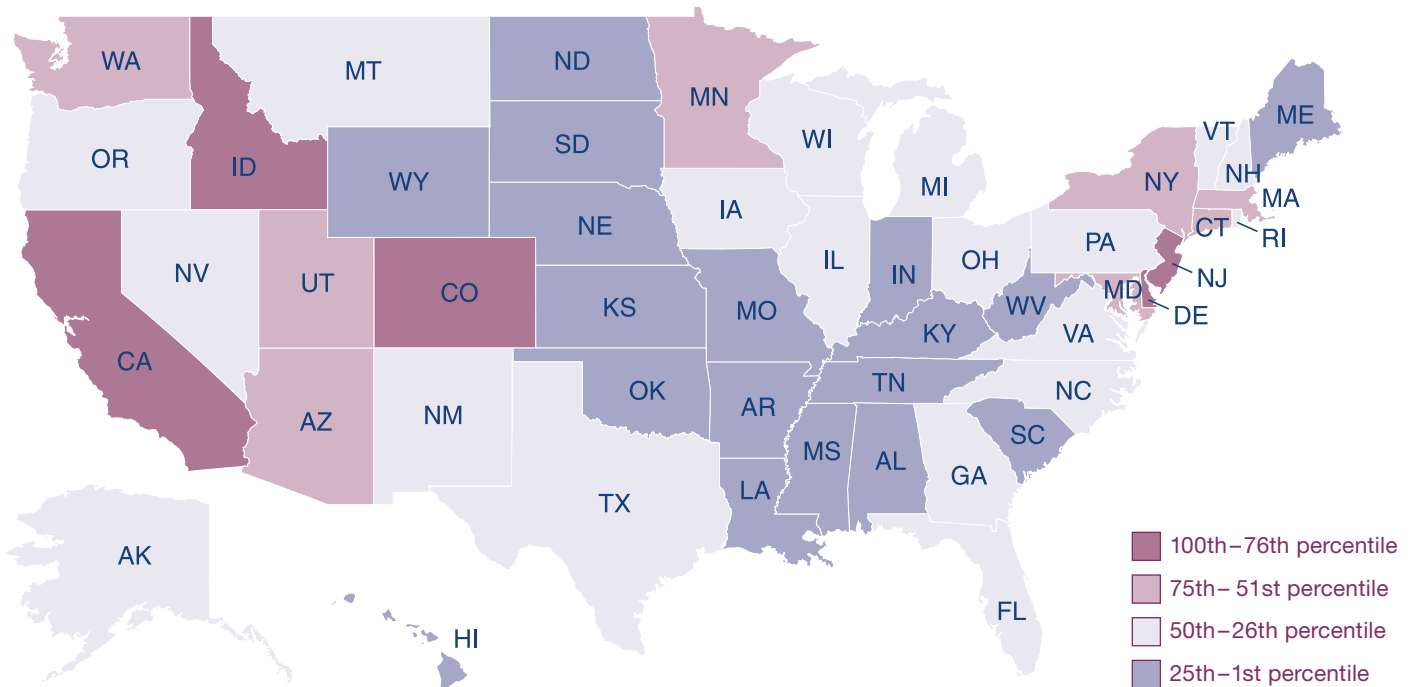 WA
MT
ND
MN
ME
OR
ID
SD
WI
VT
NH
WY
MI
NY
MA
IA
NE
CT
RI
PA
NV
UT
CO
IL
IN
OH
NJ
MD
DE
KS
MO
WV
VA
KY
CA
TN
NC
OK
AR
AZ
NM
SC
MS
AL
GA
TX
LA
AK
FL
HI
100th–76th percentile
75th–51st percentile
50th–26th percentile
25th–1st percentile